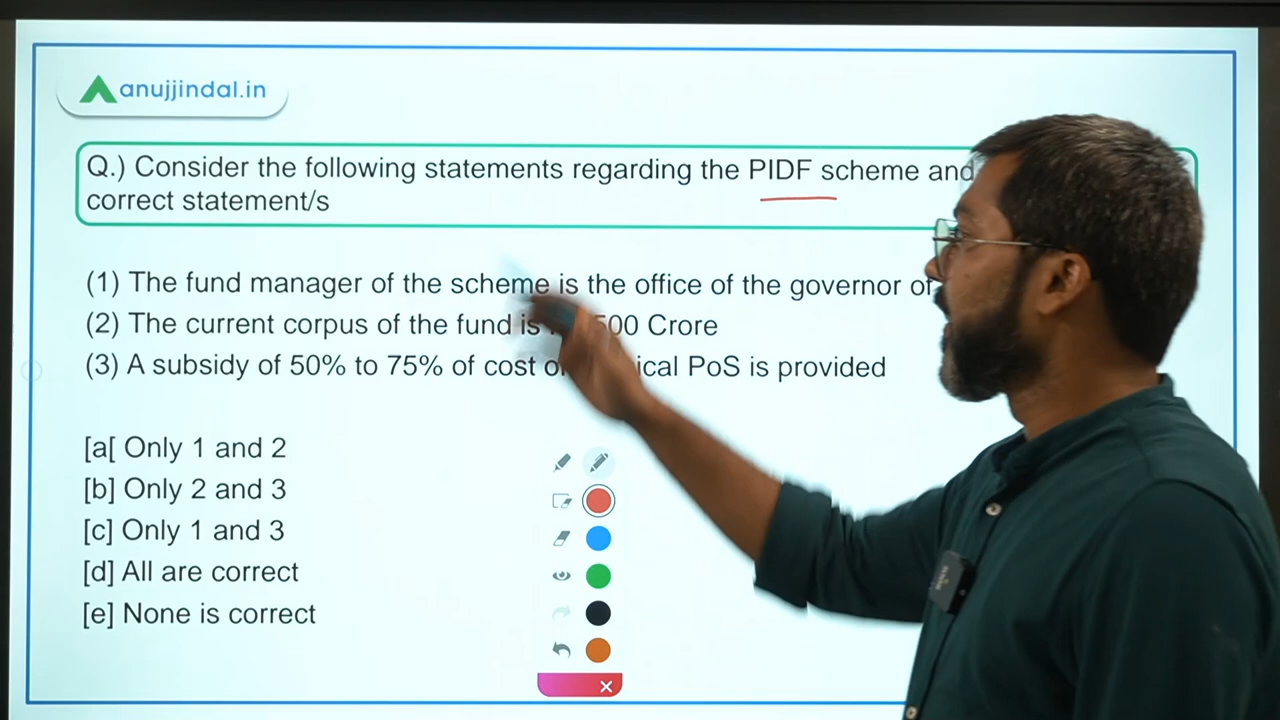 anujjindal.in
Q.) Consider the following statements regarding the PIDF scheme and
correct statement/s
(1) The fund manager of the scheme is the office of the governor of
(2) The current corpus of the fund is 500 Crore
(3) A subsidy of 50% to 75% of cost PoS is provided
[a[ Only 1 and 2
[b] Only 2 and 3
[c] Only 1 and 3
[d] All are correct
[e] None is correct